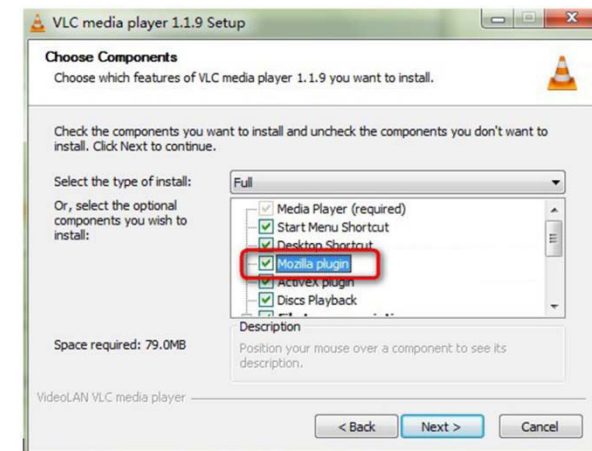 VLC media player 1.1.9 Setup
Choose Components
Choose which features of VLC media player 1.1.9 you want to install.
Check the components you want to install and uncheck the components you don't want to
install. Click Next to continue.
Select the type of install:
Full
Or, select the optional
components you wish to
install:
Media Player (required)
Start Menu Shortcut
Desktop Shortcut
Mozilla plugin
ActiveX plugin
Discs Playback
Space required: 79.0MB
Description
Position your mouse over a component to see its
description.
VideoLAN VLC media player
< Back
Next >
Cancel